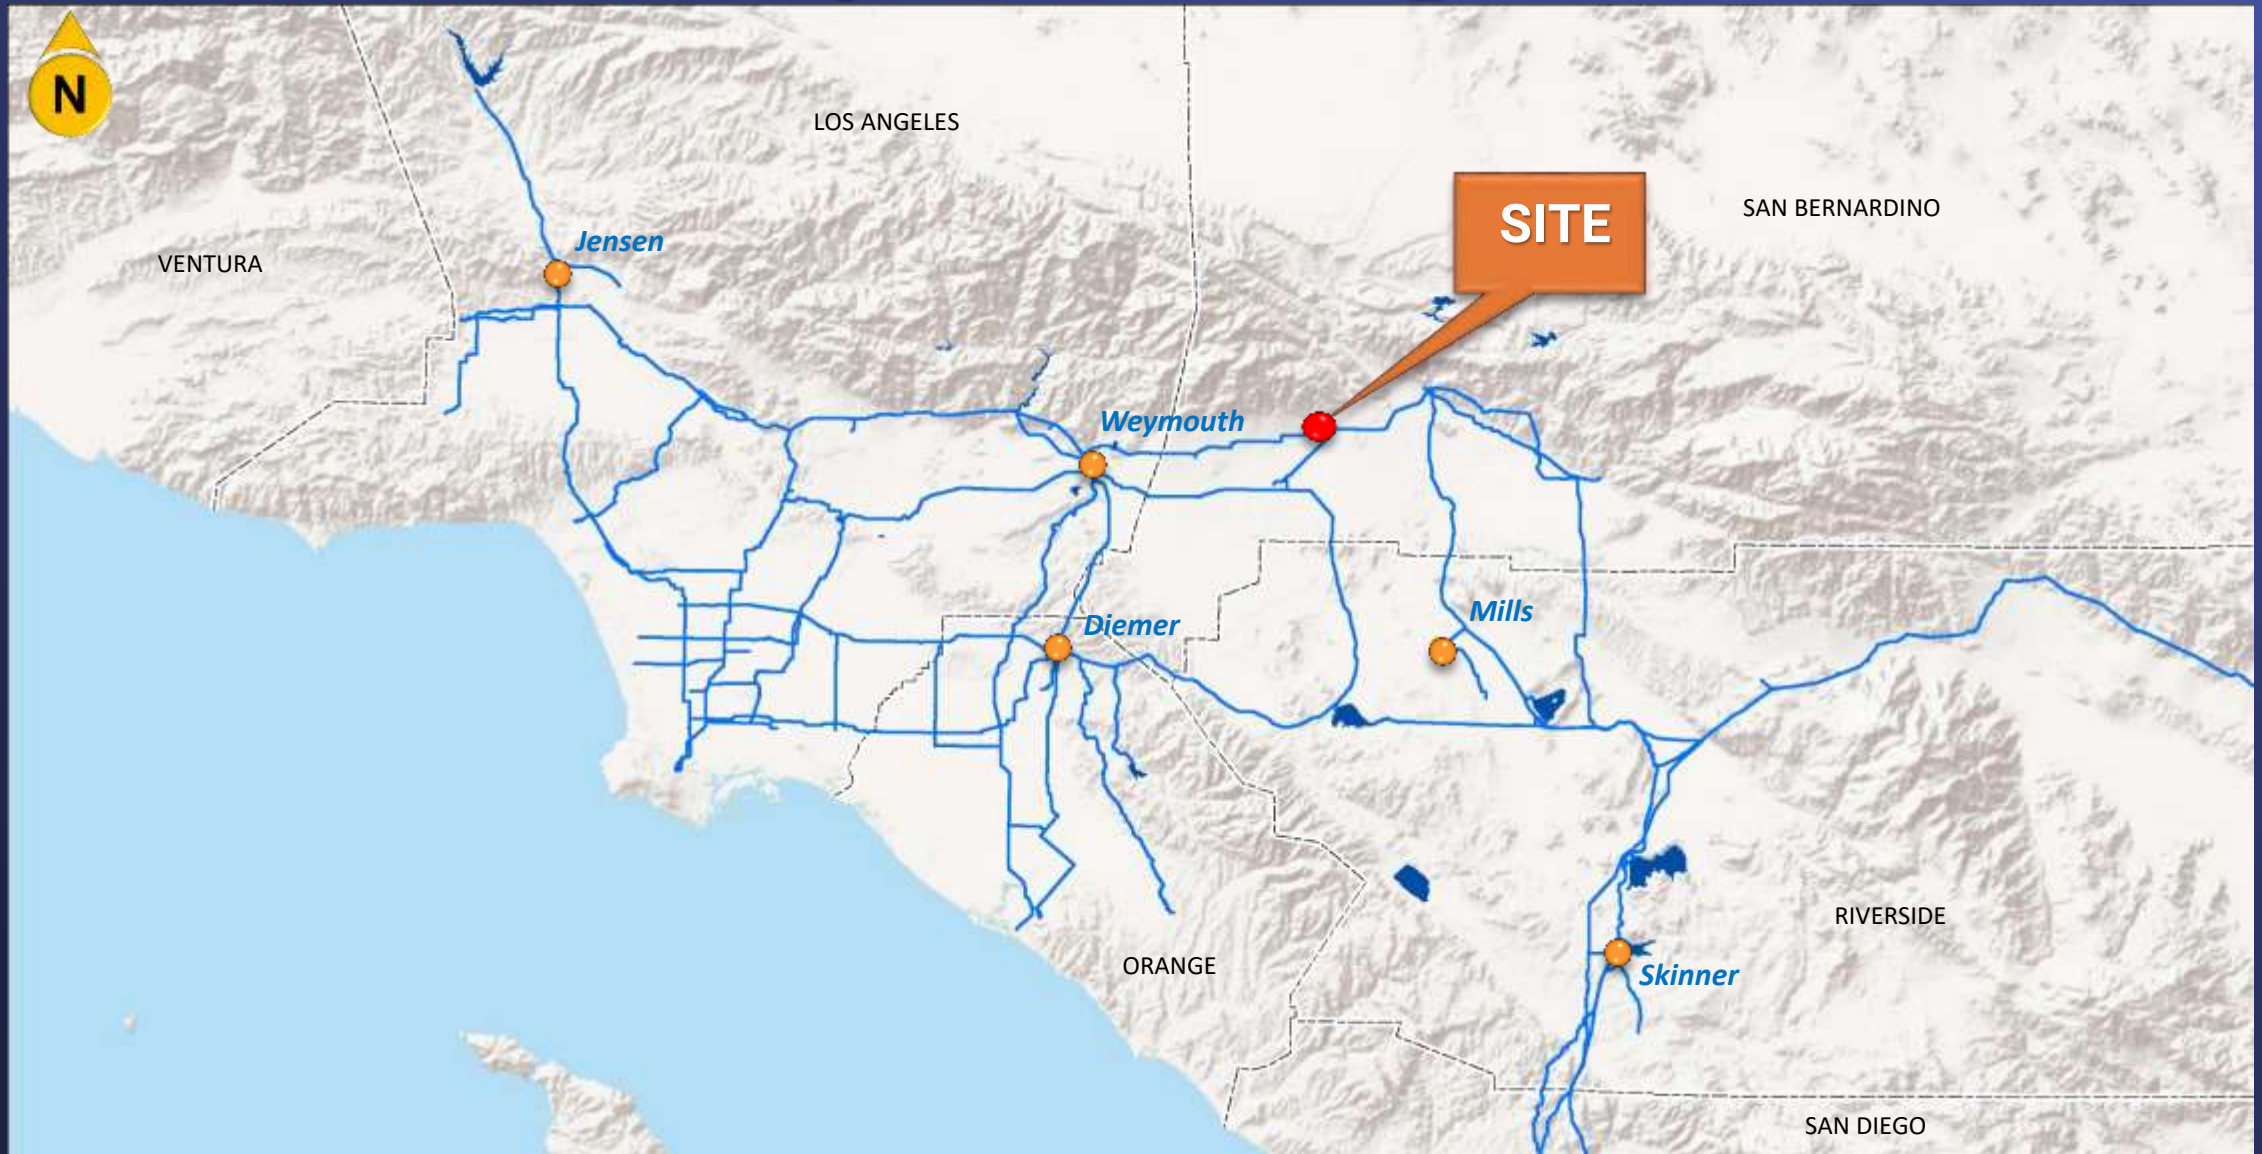 N
LOS ANGELES
SITE
SAN BERNARDINO
Jensen
VENTURA
Weymouth
Mills
Diemer
RIVERSIDE
ORANGE
Skinner
SAN DIEGO